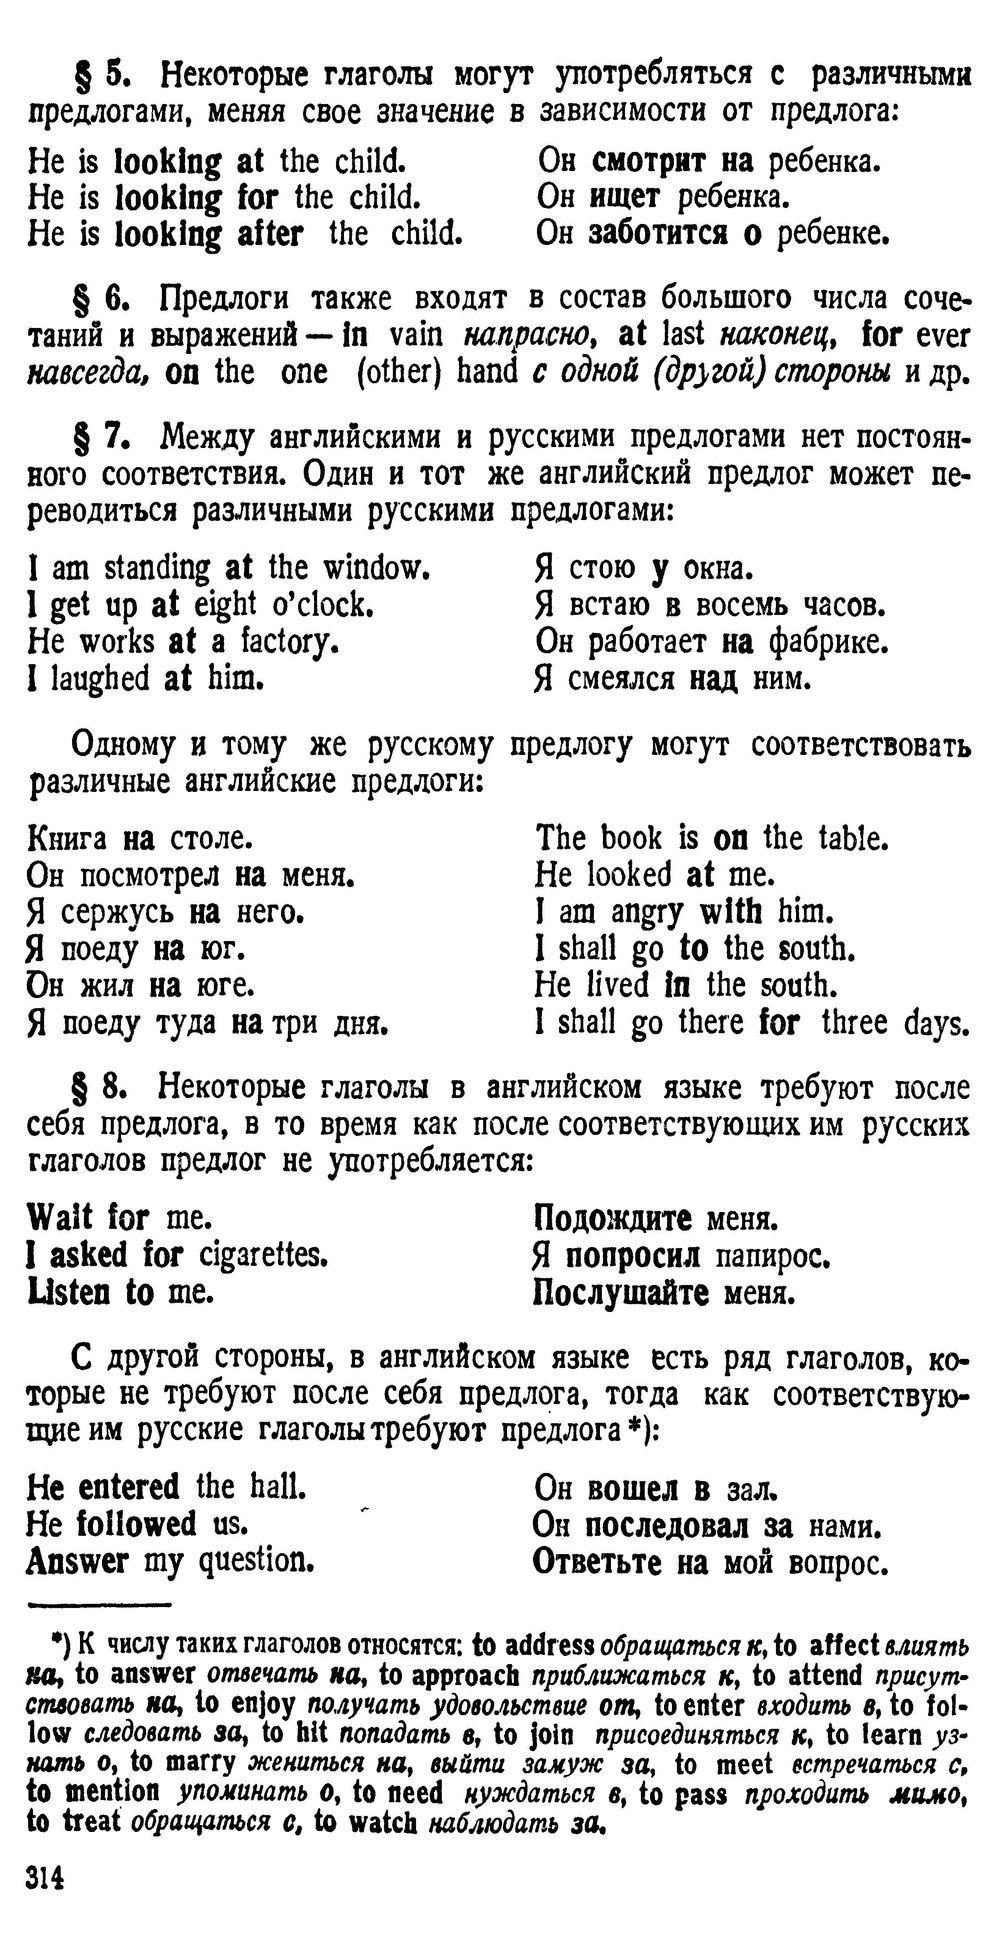 § 5. Некоторые глаголы могут употребляться с различными
предлогами, меняя свое значение в зависимости от предлога:
He is looking at the child. Он смотрит на ребенка.
He is looking for the child. Он ищет ребенка.
He is looking after the child. Он заботится о ребенке.
§ 6. Предлоги также входят в состав большого числа соче-
таний и выражений — in vain напрасно, at last наконец, for ever
навсегда, on the one (other) hand с одной (другой) стороны и др.
§ 7. Между английскими и русскими предлогами нет постоян-
ного соответствия. Один и тот же английский предлог может пе-
реводиться различными русскими предлогами:
I am standing at the window. Я стою у окна.
I get up at eight o'clock. Я встаю в восемь часов.
He works at a factory. Он работает на фабрике.
I laughed at him. Я смеялся над ним.
Одному и тому же русскому предлогу могут соответствовать
различные английские предлоги:
Книга на столе. The book is on the table.
Он посмотрел на меня. He looked at me.
Я сержусь на него. I am angry with him.
Я поеду на юг. I shall go to the south.
Он жил на юге. He lived in the south.
Я поеду туда на три дня. I shall go there for three days.
§ 8. Некоторые глаголы в английском языке требуют после
себя предлога, в то время как после соответствующих им русских
глаголов предлог не употребляется:
Wait for me. Подождите меня.
I asked for cigarettes. Я попросил папирос.
Listen to me. Послушайте меня.
С другой стороны, в английском языке есть ряд глаголов, ко-
торые не требуют после себя предлога, тогда как соответствую-
щие им русские глаголы требуют предлога *):
He entered the hall. Он вошел в зал.
He followed us. Он последовал за нами.
Answer my question. Ответьте на мой вопрос.
*) К числу таких глаголов относятся: to address обращаться к, to affect влиять
на, to answer отвечать на, to approach приближаться к, to attend присут-
ствовать на, to enjoy получать удовольствие от, to enter входить в, to fol-
low следовать за, to hit попадать в, to join присоединяться к, to learn уз-
нать о, to marry жениться на, выйти замуж за, to meet встречаться с,
to mention упоминать о, to need нуждаться в, to pass проходить мимо,
to treat обращаться с, to watch наблюдать за.
314